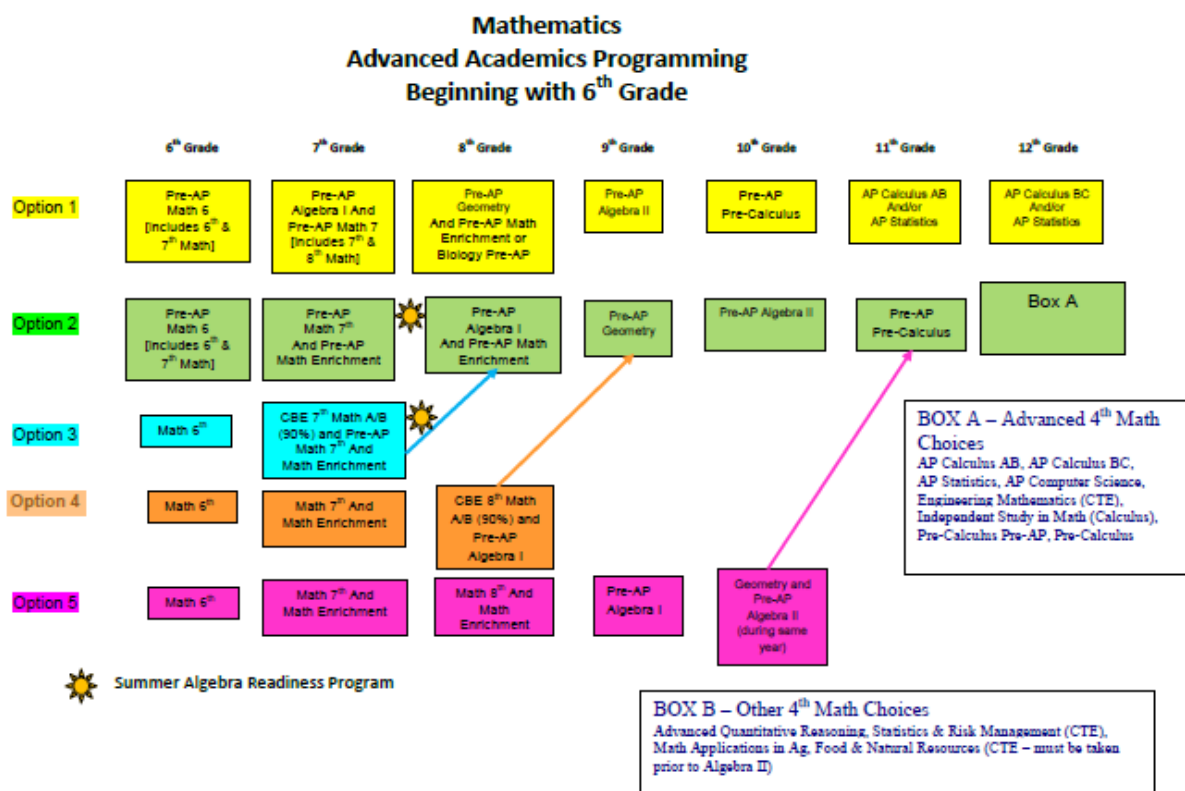 Mathematics
Advanced Academics Programming
Beginning with 6th Grade
6th Grade
7th Grade
8th Grade
9th Grade
10th Grade
11th Grade
12th Grade
Option 1
Pre-AP
Math 6
[includes 6th &
7th Math]
Pre-AP
Algebra I And
Pre-AP Math 7
[includes 7th &
8th Math]
Pre-AP
Geometry
And Pre-AP Math
Enrichment or
Biology Pre-AP
Pre-AP
Algebra II
Pre-AP
Pre-Calculus
AP Calculus AB
And/or
AP Statistics
AP Calculus BC
And/or
AP Statistics
Option 2
Pre-AP
Math 6
[includes 6th &
7th Math]
Pre-AP
Math 7th
And Pre-AP
Math Enrichment
Pre-AP
Algebra I
And Pre-AP Math
Enrichment
Pre-AP
Geometry
Pre-AP Algebra II
Pre-AP
Pre-Calculus
Box A
Option 3
Math 6th
CBE 7th Math A/B
(90%) and Pre-AP
Math 7th And
Math Enrichment
BOX A – Advanced 4th Math
Choices
AP Calculus AB, AP Calculus BC,
AP Statistics, AP Computer Science,
Engineering Mathematics (CTE),
Independent Study in Math (Calculus),
Pre-Calculus Pre-AP, Pre-Calculus
Option 4
Math 6th
Math 7th And
Math Enrichment
CBE 8th Math
A/B (90%) and
Pre-AP
Algebra I
Option 5
Math 6th
Math 7th And
Math Enrichment
Math 8th And
Math
Enrichment
Pre-AP
Algebra I
Geometry and
Pre-AP
Algebra II
(during same
year)
Summer Algebra Readiness Program
BOX B – Other 4th Math Choices
Advanced Quantitative Reasoning, Statistics & Risk Management (CTE),
Math Applications in Ag, Food & Natural Resources (CTE – must be taken
prior to Algebra II)